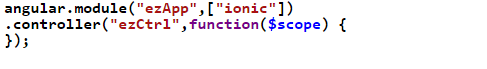 angular.module("ezApp",["ionic"])
.controller("ezCtrl",function($scope) {
});